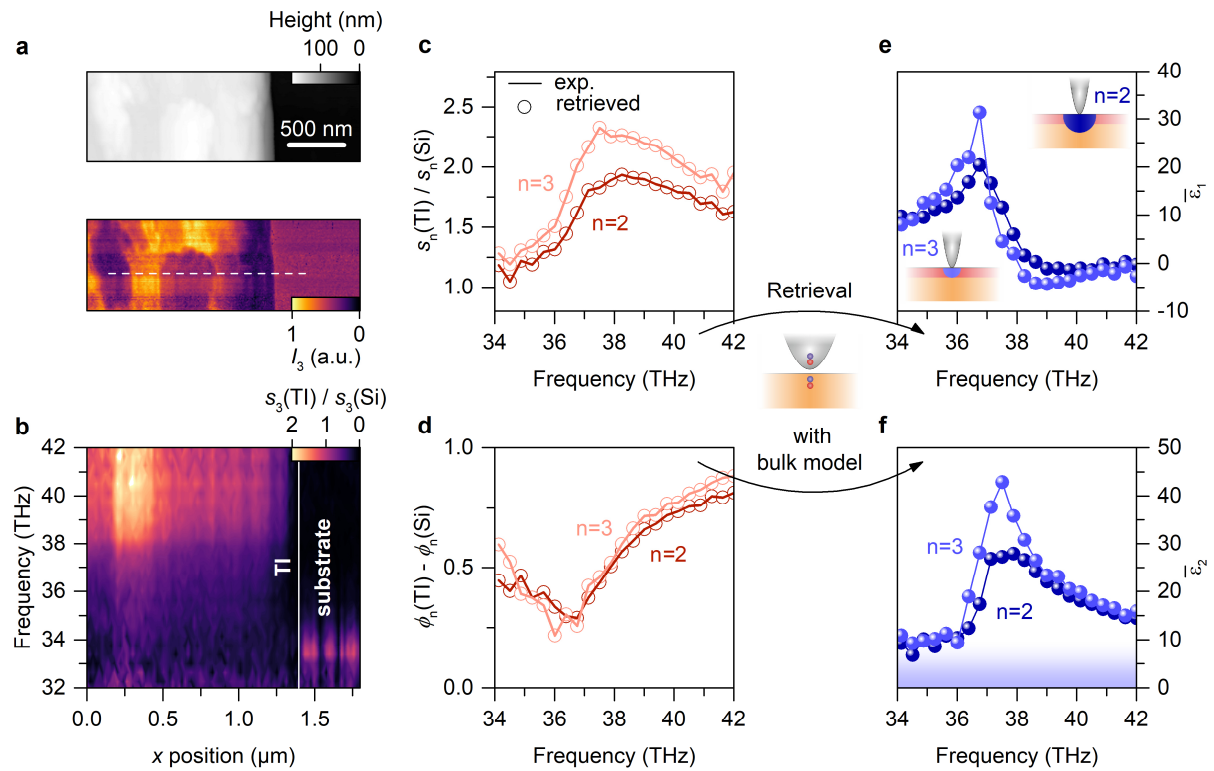 a
Height (nm)
100 0
500 nm
1 0
I3 (a.u.)
b
s3(TI) / s3(Si)
2 1 0
42
40
38
36
34
32
Frequency (THz)
TI
substrate
0.0 0.5 1.0 1.5
x position (µm)
c
exp.
retrieved
2.5
2.0
1.5
1.0
sn(TI) / sn(Si)
n=3
n=2
34 36 38 40 42
Frequency (THz)
Retrieval
with
bulk model
d
1.0
0.5
0.0
ϕn(TI) - ϕn(Si)
n=3
n=2
34 36 38 40 42
Frequency (THz)
e
n=2
n=3
40
30
20
10
0
-10
ε̅1
34 36 38 40 42
Frequency (THz)
f
n=3
n=2
50
40
30
20
10
0
ε̅2
34 36 38 40 42
Frequency (THz)